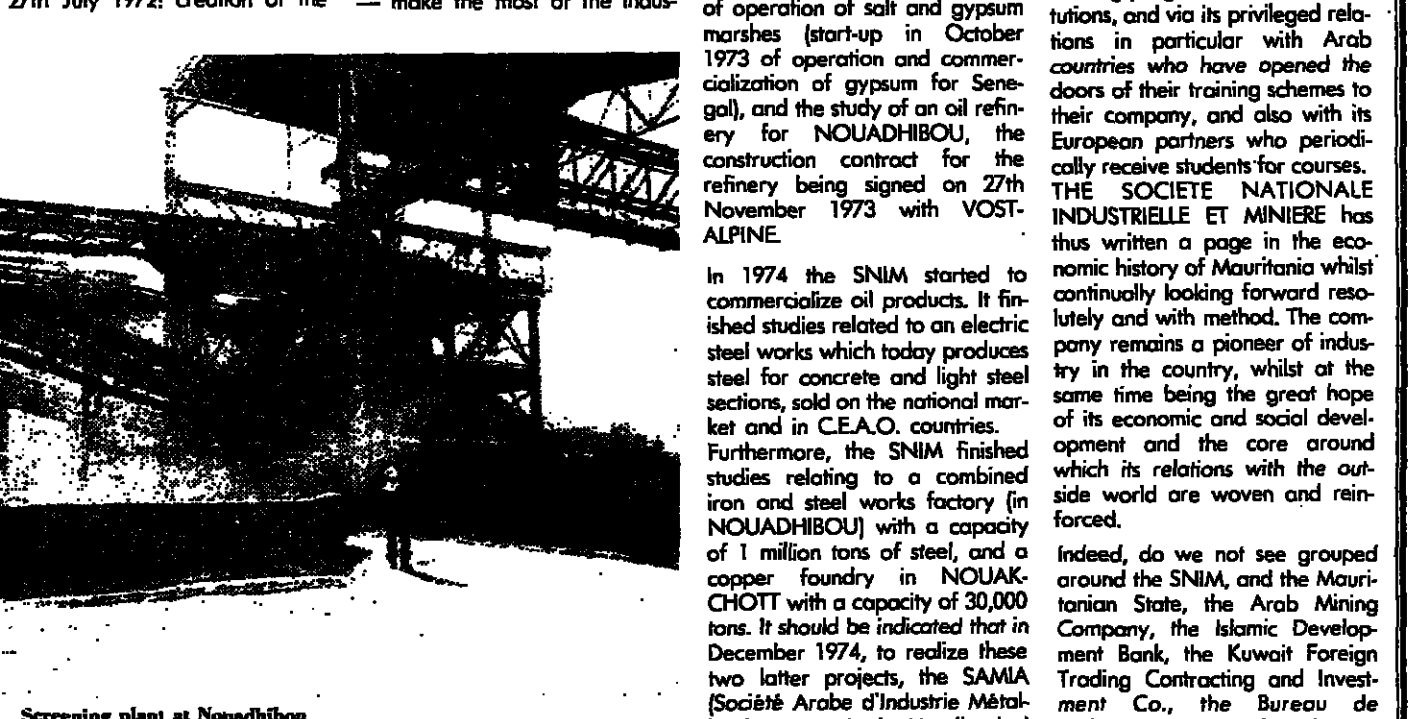 27th July 1972: creation of the
— make the most of the indus-
Screening plant at Nouadhibou
of operation of salt and gypsum
marshes (start-up in October
1973 of operation and commer-
cialization of gypsum for Sene-
gal), and the study of an oil refin-
ery for NOUADHIBOU, the
construction contract for the
refinery being signed on 27th
November 1973 with VOST-
ALPINE.
In 1974 the SNIM started to
commercialize oil products. It fin-
ished studies related to an electric
steel works which today produces
steel for concrete and light steel
sections, sold on the national mar-
ket and in C.E.A.O. countries.
Furthermore, the SNIM finished
studies relating to a combined
iron and steel works factory (in
NOUADHIBOU) with a capacity
of 1 million tons of steel, and a
copper foundry in NOUAK-
CHOTT with a capacity of 30,000
tons. It should be indicated that in
December 1974, to realize these
two latter projects, the SAMIA
(Société Arabe d'Industrie Métal-
tutions, and via its privileged rela-
tions in particular with Arab
countries who have opened the
doors of their training schemes to
their company, and also with its
European partners who periodi-
cally receive students for courses.
THE SOCIETE NATIONALE
INDUSTRIELLE ET MINIERE has
thus written a page in the eco-
nomic history of Mauritania whilst
continually looking forward reso-
lutely and with method. The com-
pany remains a pioneer of indus-
try in the country, whilst at the
same time being the great hope
of its economic and social devel-
opment and the core around
which its relations with the out-
side world are woven and rein-
forced.
Indeed, do we not see grouped
around the SNIM, and the Mauri-
tanian State, the Arab Mining
Company, the Islamic Develop-
ment Bank, the Kuwait Foreign
Trading Contracting and Invest-
ment Co., the Bureau de